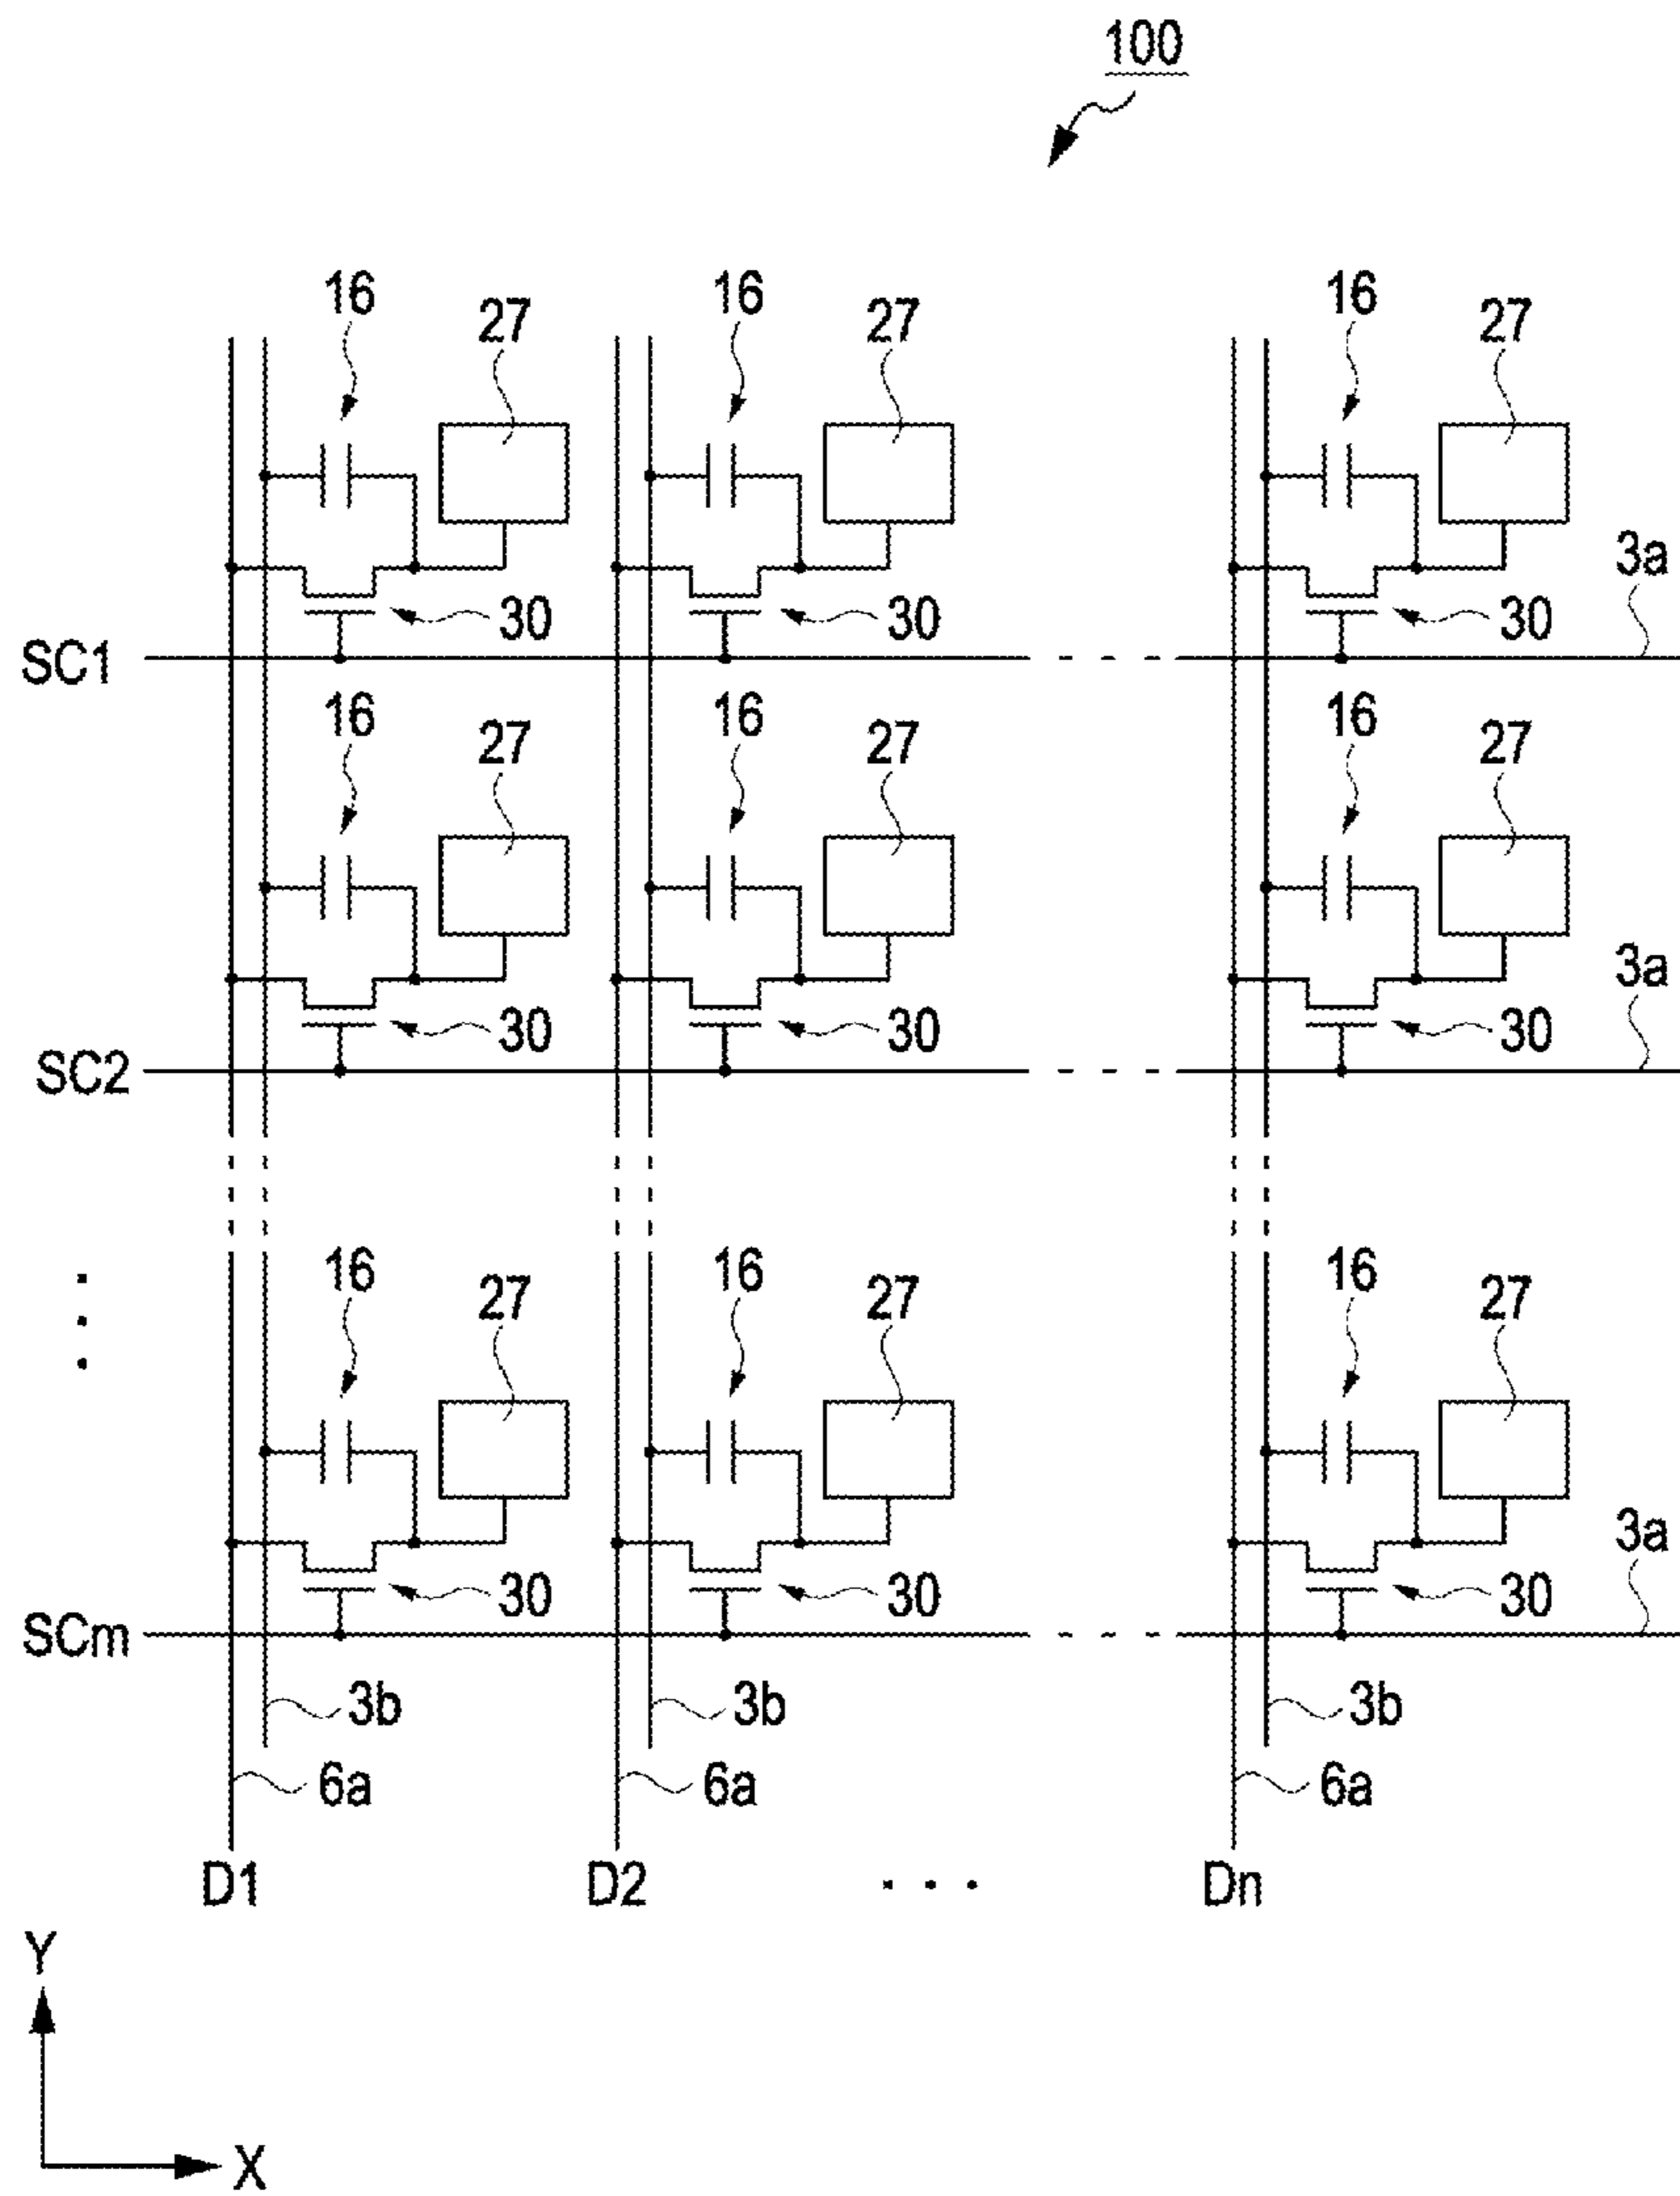 100
16 27 16 27 16 27
3a
30 30 30
SC1
16 27 16 27 16 27
3a
30 30 30
SC2
16 27 16 27 16 27
3a
30 30 30
SCm
3b 3b 3b
6a 6a 6a
D1 D2 ... Dn
Y
X